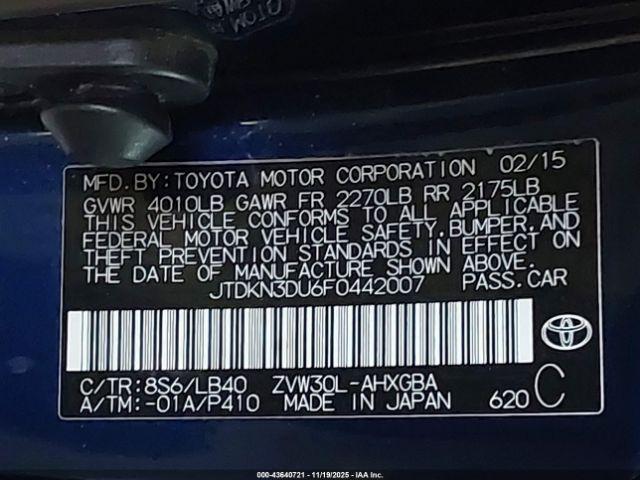 MFD. BY: TOYOTA MOTOR CORPORATION 02/15
GVWR 4010LB GAWR FR 2270LB RR 2175LB
THIS VEHICLE CONFORMS TO ALL APPLICABLE
FEDERAL MOTOR VEHICLE SAFETY, BUMPER, AND
THEFT PREVENTION STANDARDS IN EFFECT ON
THE DATE OF MANUFACTURE SHOWN ABOVE.
JTDKN3DU6F0442007 PASS. CAR
C/TR: 8S6/LB40 ZVW30L-AHXGBA
A/TM: -01A/P410 MADE IN JAPAN 620 C
000-43640721 - 11/19/2025 - IAA Inc.